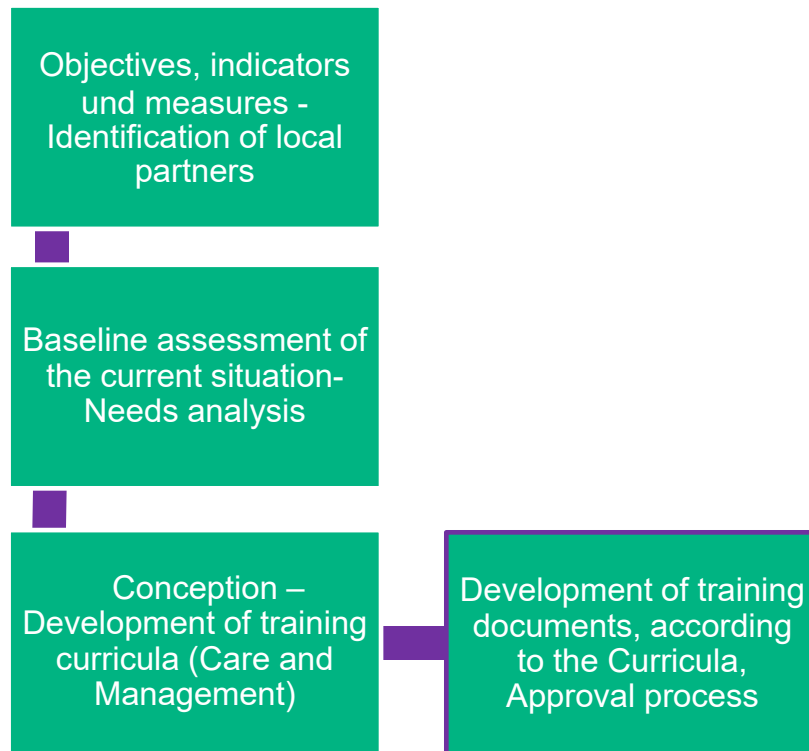 Objectives, indicators
und measures -
Identification of local
partners
Baseline assessment of
the current situation-
Needs analysis
Conception –
Development of training
curricula (Care and
Management)
Development of training
documents, according
to the Curricula,
Approval process